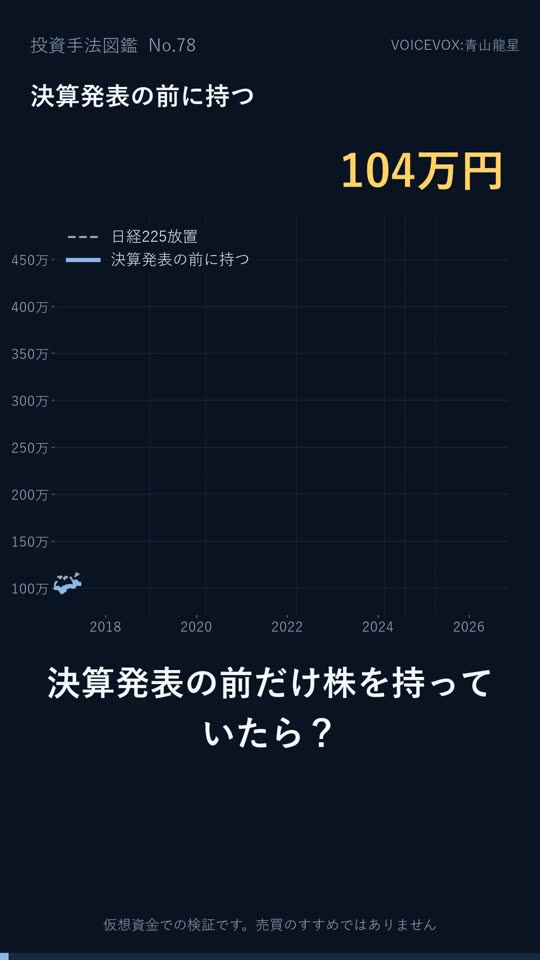 投資手法図鑑 No.78
VOICEVOX:青山龍星
決算発表の前に持つ
104万円
日経225放置
決算発表の前に持つ
450万
400万
350万
300万
250万
200万
150万
100万
2018 2020 2022 2024 2026
決算発表の前だけ株を持って
いたら？
仮想資金での検証です。売買のすすめではありません